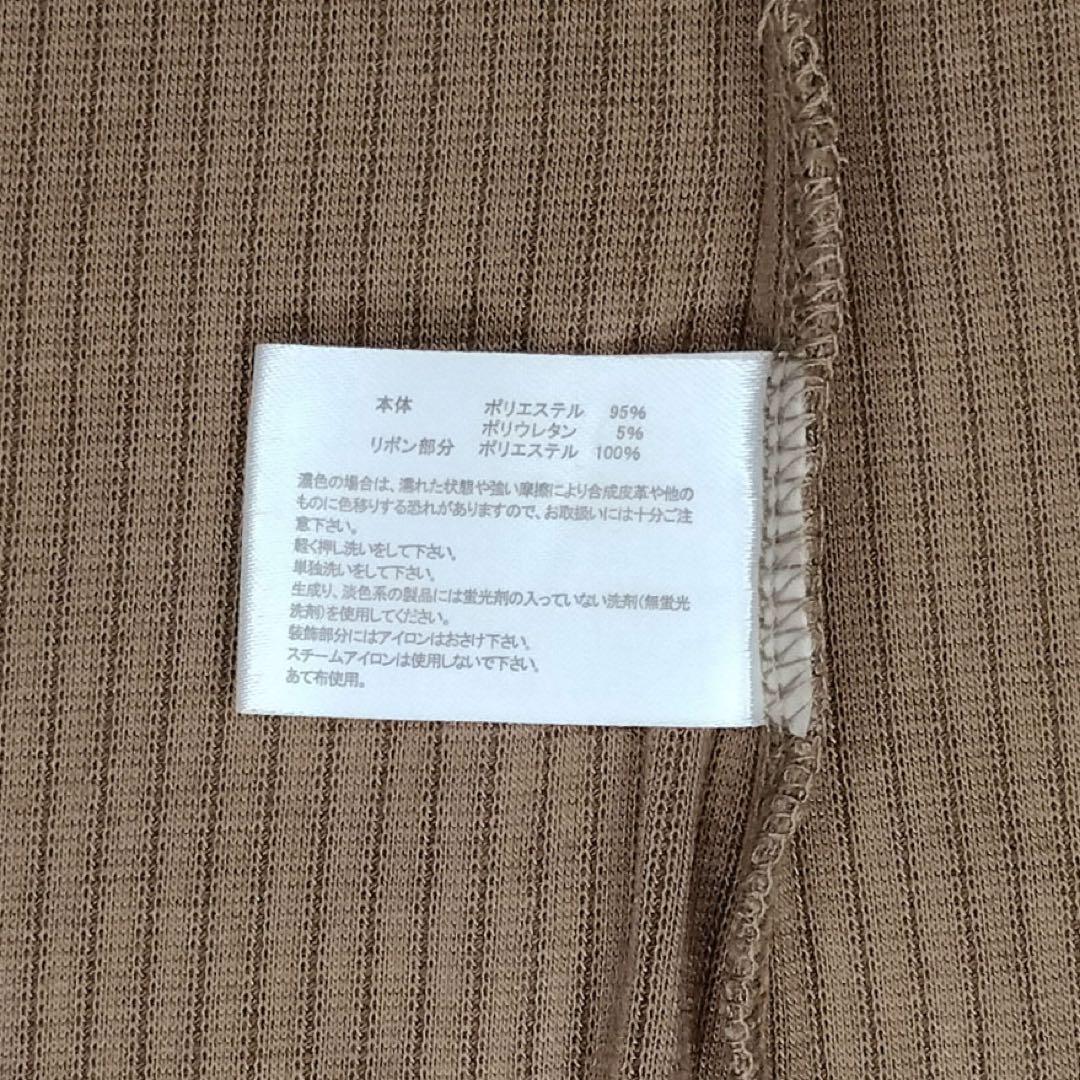 本体 ポリエステル 95%
ポリウレタン 5%
リボン部分 ポリエステル 100%
濃色の場合は、濡れた状態や強い摩擦により合成皮革や他の
ものに色移りする恐れがありますので、お取扱いには十分ご注
意下さい。
軽く押し洗いをして下さい。
単独洗いをして下さい。
生成り、淡色系の製品には蛍光剤の入っていない洗剤(無蛍光
洗剤)を使用してください。
装飾部分にはアイロンはおさけ下さい。
スチームアイロンは使用しないで下さい。
あて布使用。